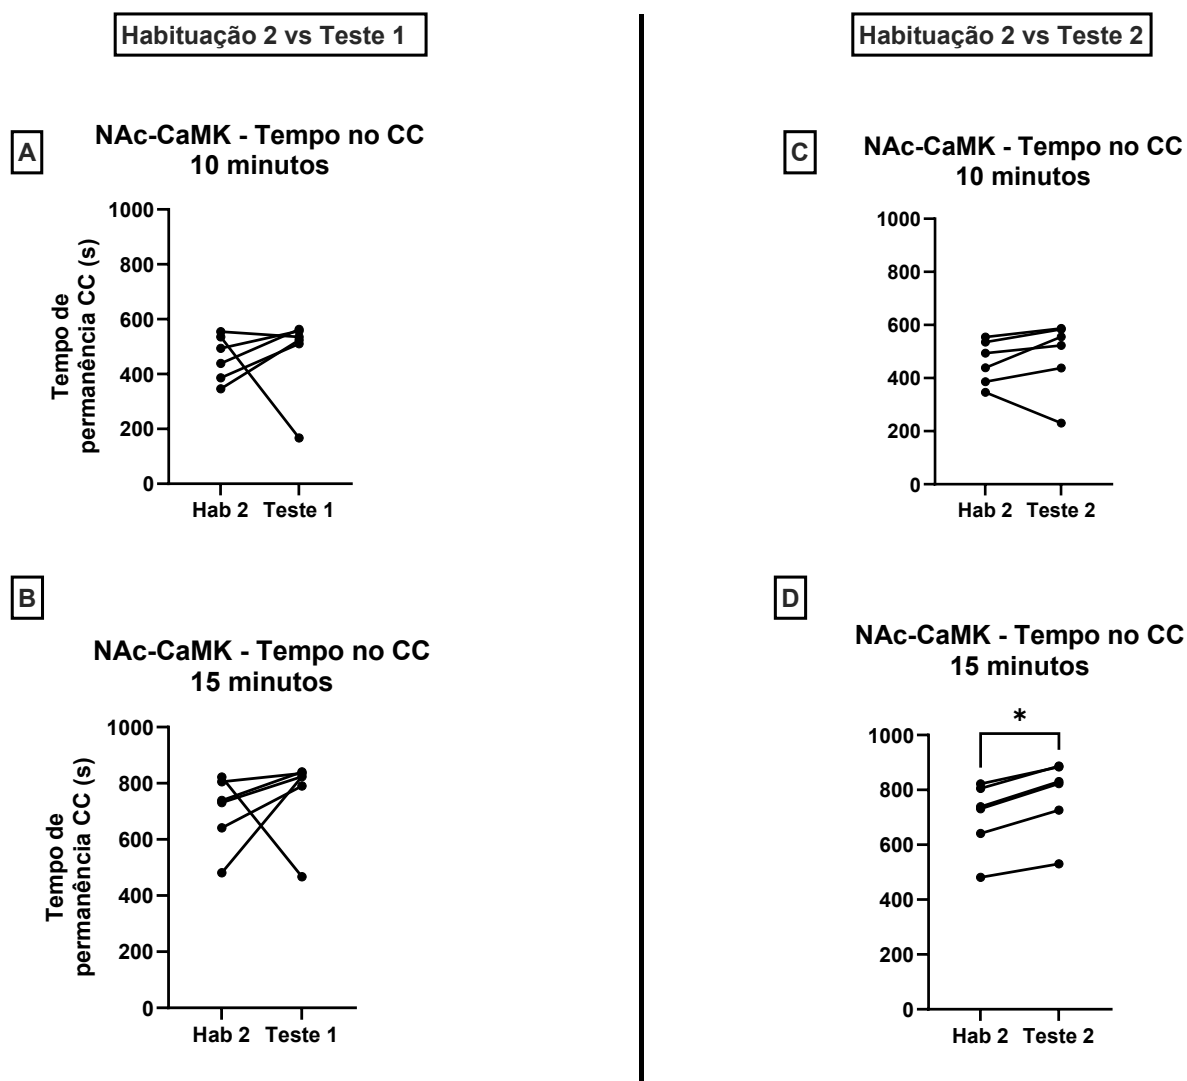 Habituação 2 vs Teste 1
Habituação 2 vs Teste 2
A
NAc-CaMK - Tempo no CC
10 minutos
Tempo de
permanência CC (s)
1000
800
600
400
200
0
Hab 2 Teste 1
B
NAc-CaMK - Tempo no CC
15 minutos
Tempo de
permanência CC (s)
1000
800
600
400
200
0
Hab 2 Teste 1
C
NAc-CaMK - Tempo no CC
10 minutos
1000
800
600
400
200
0
Hab 2 Teste 2
D
NAc-CaMK - Tempo no CC
15 minutos
*
1000
800
600
400
200
0
Hab 2 Teste 2